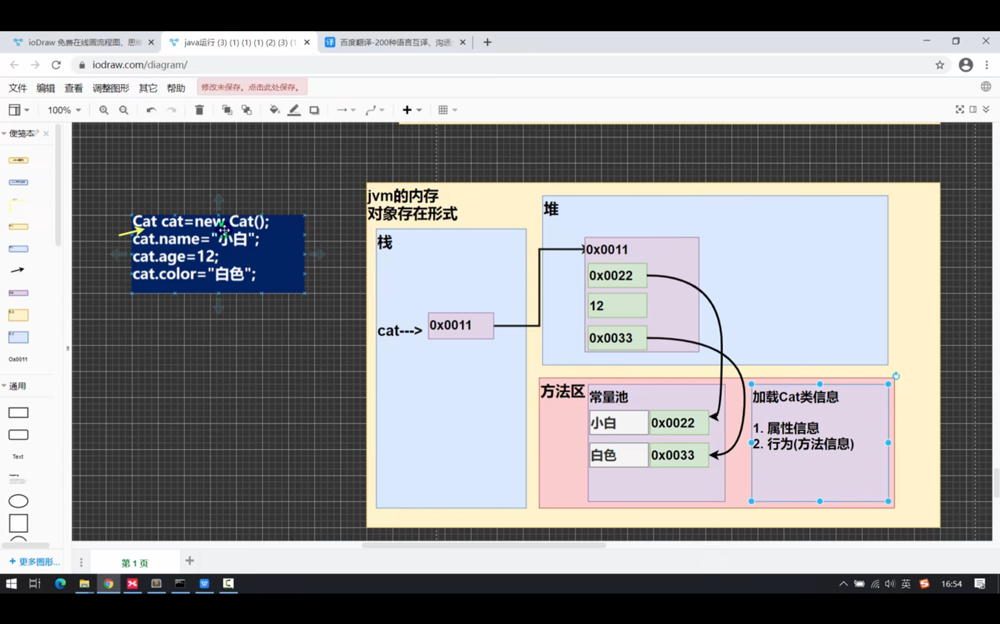 ioDraw 免费在线画流程图、思维
java运行 (3) (1) (1) (1) (2) (3) (1
译 百度翻译-200种语言互译、沟通
iodraw.com/diagram/
文件 编辑 查看 调整图形 其它 帮助 修改未保存。点击此处保存。
100%
便笺本
0x0011
通用
Text
Cat cat=new Cat();
cat.name="小白";
cat.age=12;
cat.color="白色";
jvm的内存
对象存在形式
栈
cat---> 0x0011
堆
0x0011
0x0022
12
0x0033
方法区
常量池
小白 0x0022
白色 0x0033
加载Cat类信息
1. 属性信息
2. 行为(方法信息)
+ 更多图形...
第 1 页
英
16:54